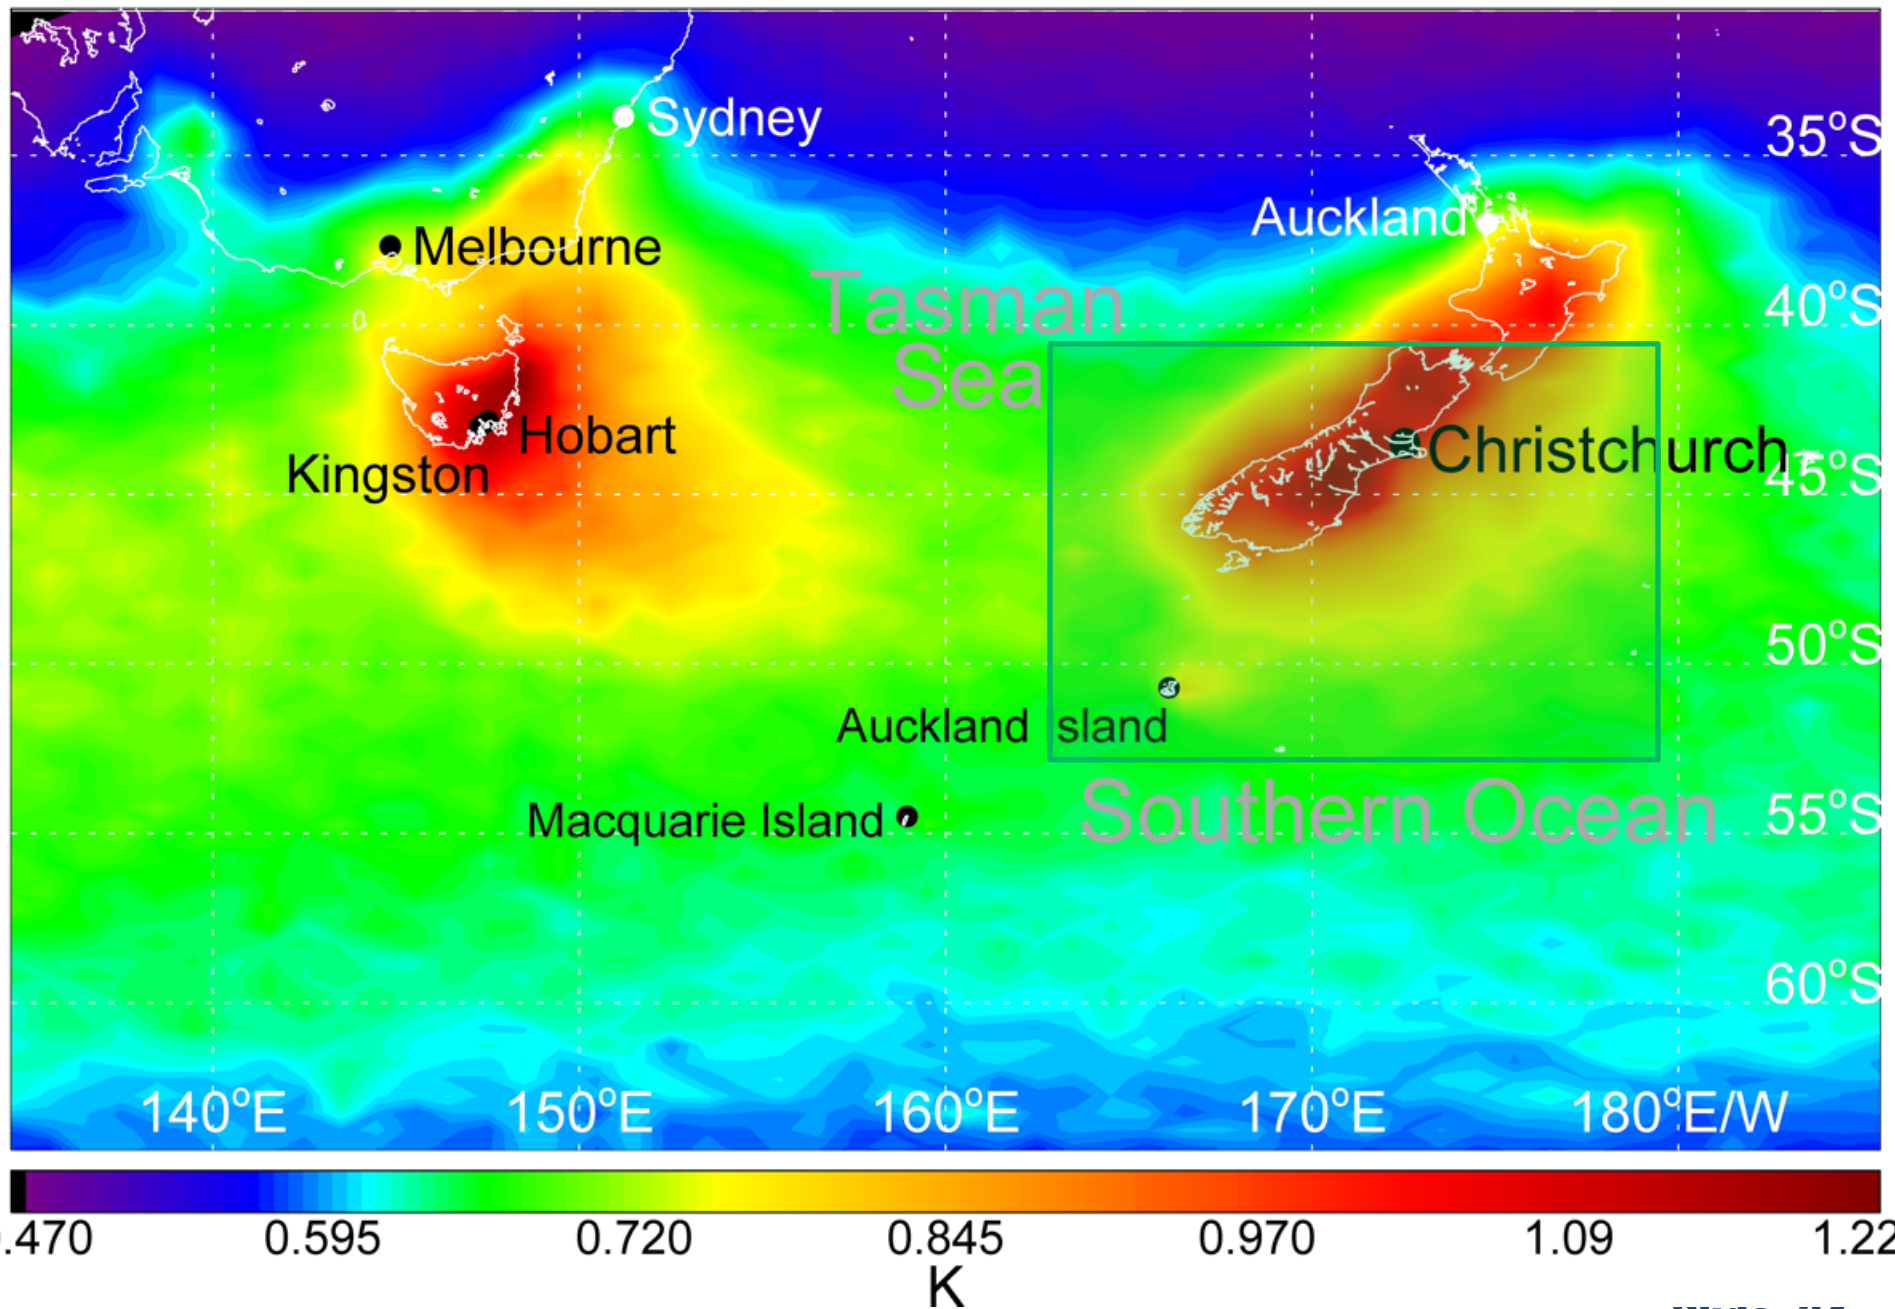 Sydney
35°S
Auckland
Melbourne
Tasman
Sea
40°S
Hobart
Christchurch
Kingston
45°S
50°S
Auckland Island
Macquarie Island
Southern Ocean
55°S
60°S
140°E 150°E 160°E 170°E 180°E/W
.470 0.595 0.720 0.845 0.970 1.09 1.22
K